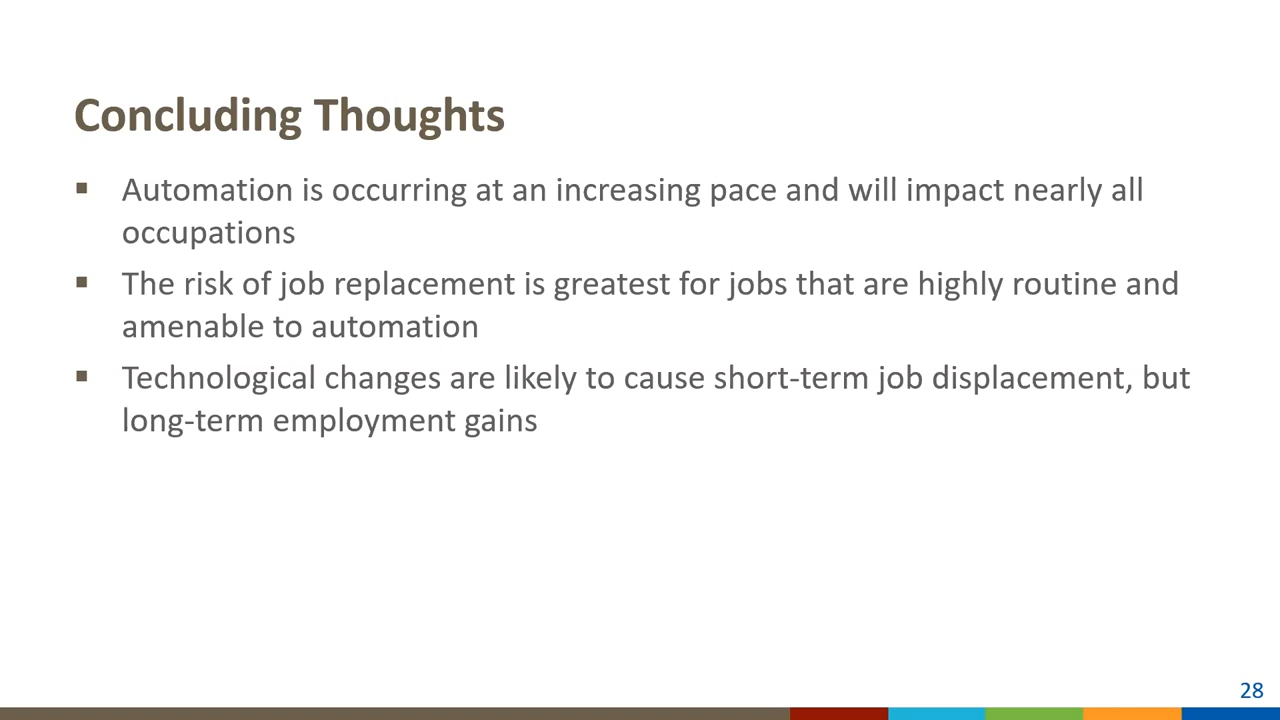 Concluding Thoughts
▪ Automation is occurring at an increasing pace and will impact nearly all
occupations
▪ The risk of job replacement is greatest for jobs that are highly routine and
amenable to automation
▪ Technological changes are likely to cause short-term job displacement, but
long-term employment gains
28